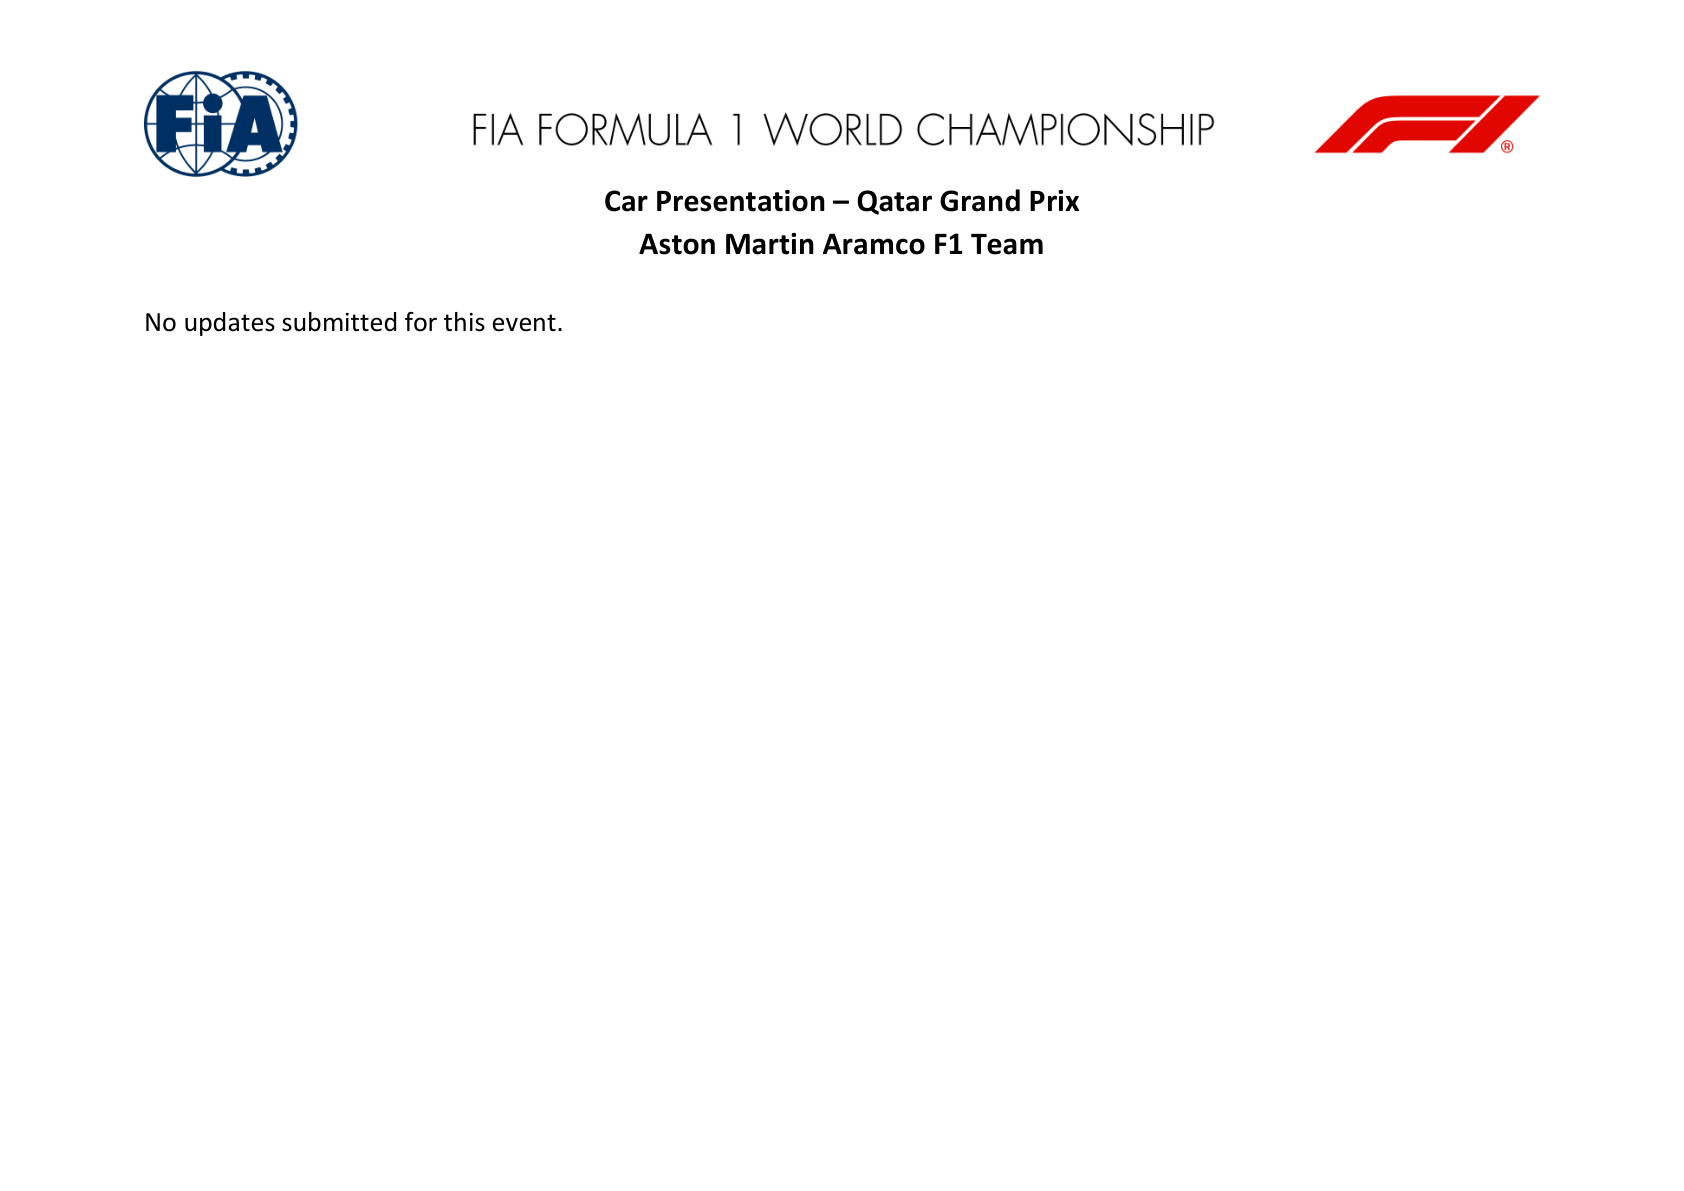 FiA
FIA FORMULA 1 WORLD CHAMPIONSHIP
F1®
Car Presentation – Qatar Grand Prix
Aston Martin Aramco F1 Team
No updates submitted for this event.